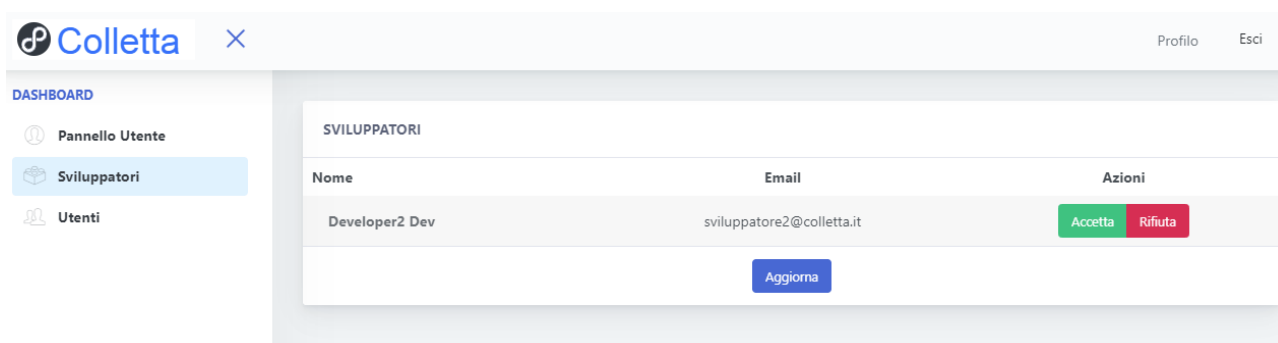 Colletta
Profilo Esci
DASHBOARD
Pannello Utente
Sviluppatori
Utenti
SVILUPPATORI
Nome Email Azioni
Developer2 Dev sviluppatore2@colletta.it Accetta Rifiuta
Aggiorna